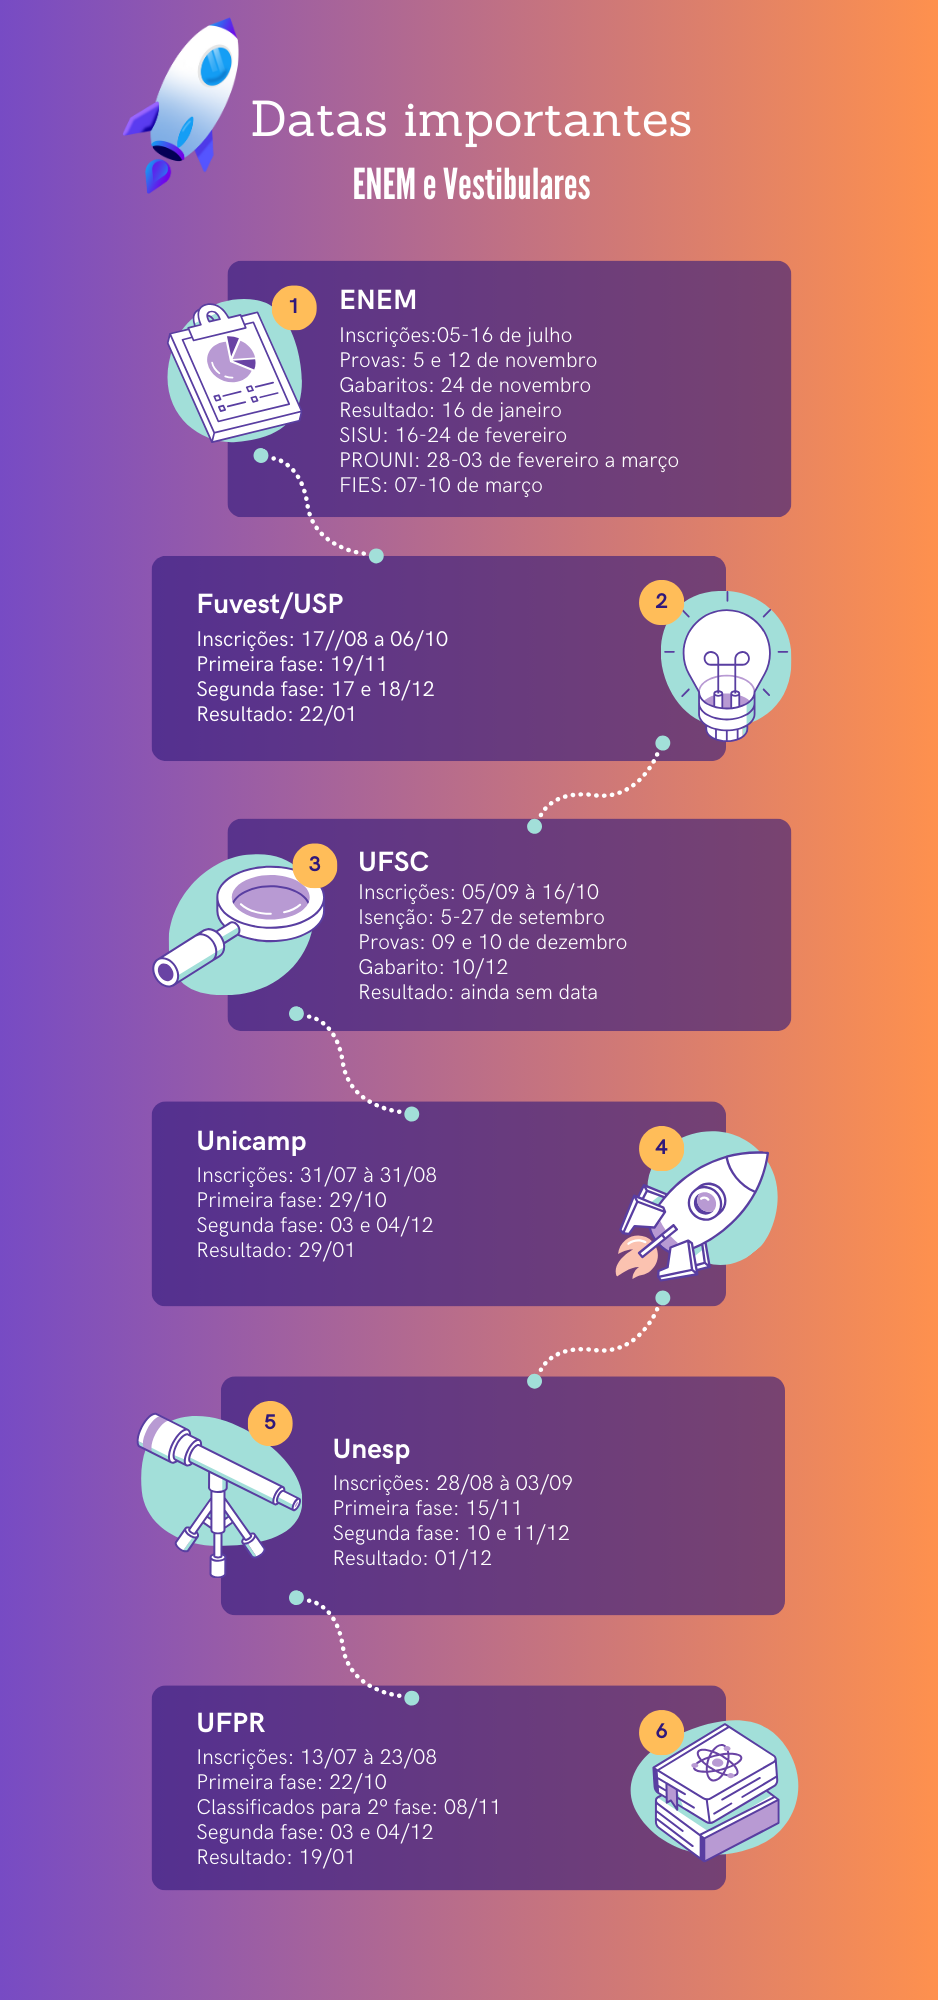 Datas importantes
ENEM e Vestibulares
1
ENEM
Inscrições:05-16 de julho
Provas: 5 e 12 de novembro
Gabaritos: 24 de novembro
Resultado: 16 de janeiro
SISU: 16-24 de fevereiro
PROUNI: 28-03 de fevereiro a março
FIES: 07-10 de março
2
Fuvest/USP
Inscrições: 17//08 a 06/10
Primeira fase: 19/11
Segunda fase: 17 e 18/12
Resultado: 22/01
3
UFSC
Inscrições: 05/09 à 16/10
Isenção: 5-27 de setembro
Provas: 09 e 10 de dezembro
Gabarito: 10/12
Resultado: ainda sem data
4
Unicamp
Inscrições: 31/07 à 31/08
Primeira fase: 29/10
Segunda fase: 03 e 04/12
Resultado: 29/01
5
Unesp
Inscrições: 28/08 à 03/09
Primeira fase: 15/11
Segunda fase: 10 e 11/12
Resultado: 01/12
6
UFPR
Inscrições: 13/07 à 23/08
Primeira fase: 22/10
Classificados para 2º fase: 08/11
Segunda fase: 03 e 04/12
Resultado: 19/01